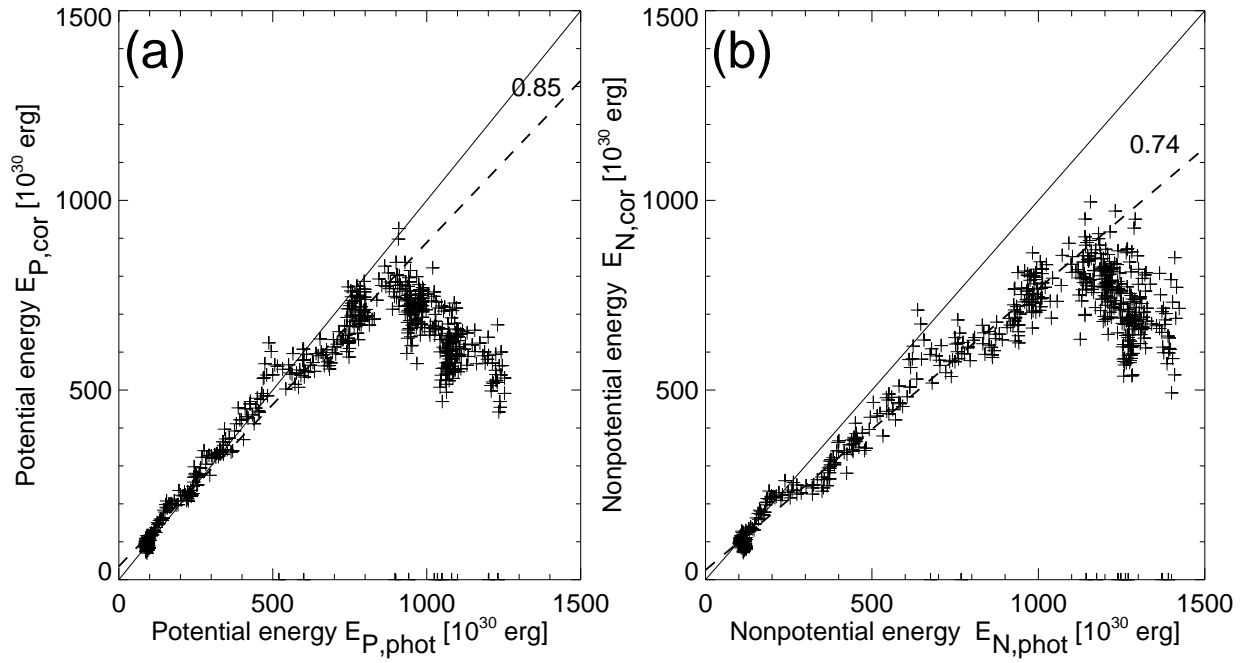 (a)
0.85
1500
1000
500
0
0 500 1000 1500
Potential energy E_P,cor [10^30 erg]
Potential energy E_P,phot [10^30 erg]
(b)
0.74
1500
1000
500
0
0 500 1000 1500
Nonpotential energy E_N,cor [10^30 erg]
Nonpotential energy E_N,phot [10^30 erg]